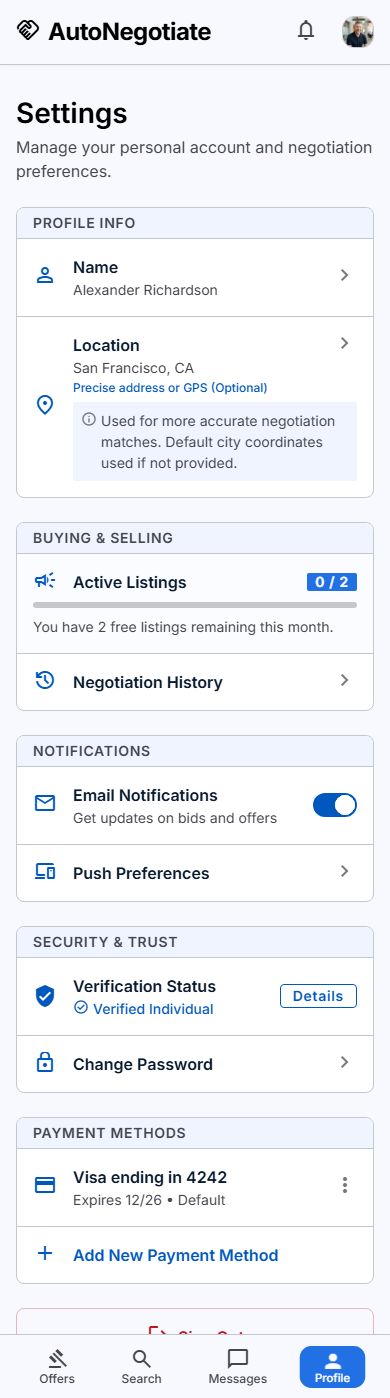 AutoNegotiate
Settings
Manage your personal account and negotiation
preferences.
PROFILE INFO
Name
Alexander Richardson
Location
San Francisco, CA
Precise address or GPS (Optional)
Used for more accurate negotiation
matches. Default city coordinates
used if not provided.
BUYING & SELLING
Active Listings
0 / 2
You have 2 free listings remaining this month.
Negotiation History
NOTIFICATIONS
Email Notifications
Get updates on bids and offers
Push Preferences
SECURITY & TRUST
Verification Status
Verified Individual
Details
Change Password
PAYMENT METHODS
Visa ending in 4242
Expires 12/26 • Default
Add New Payment Method
Offers
Search
Messages
Profile